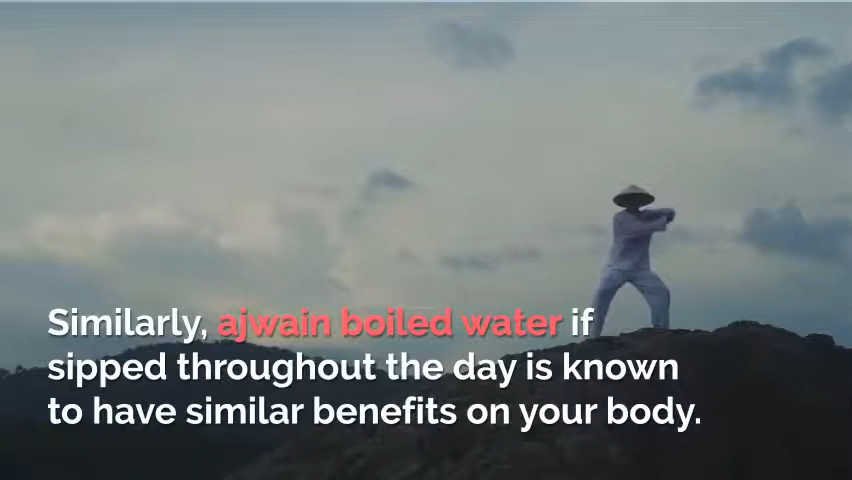 Similarly, ajwain boiled water if
sipped throughout the day is known
to have similar benefits on your body.